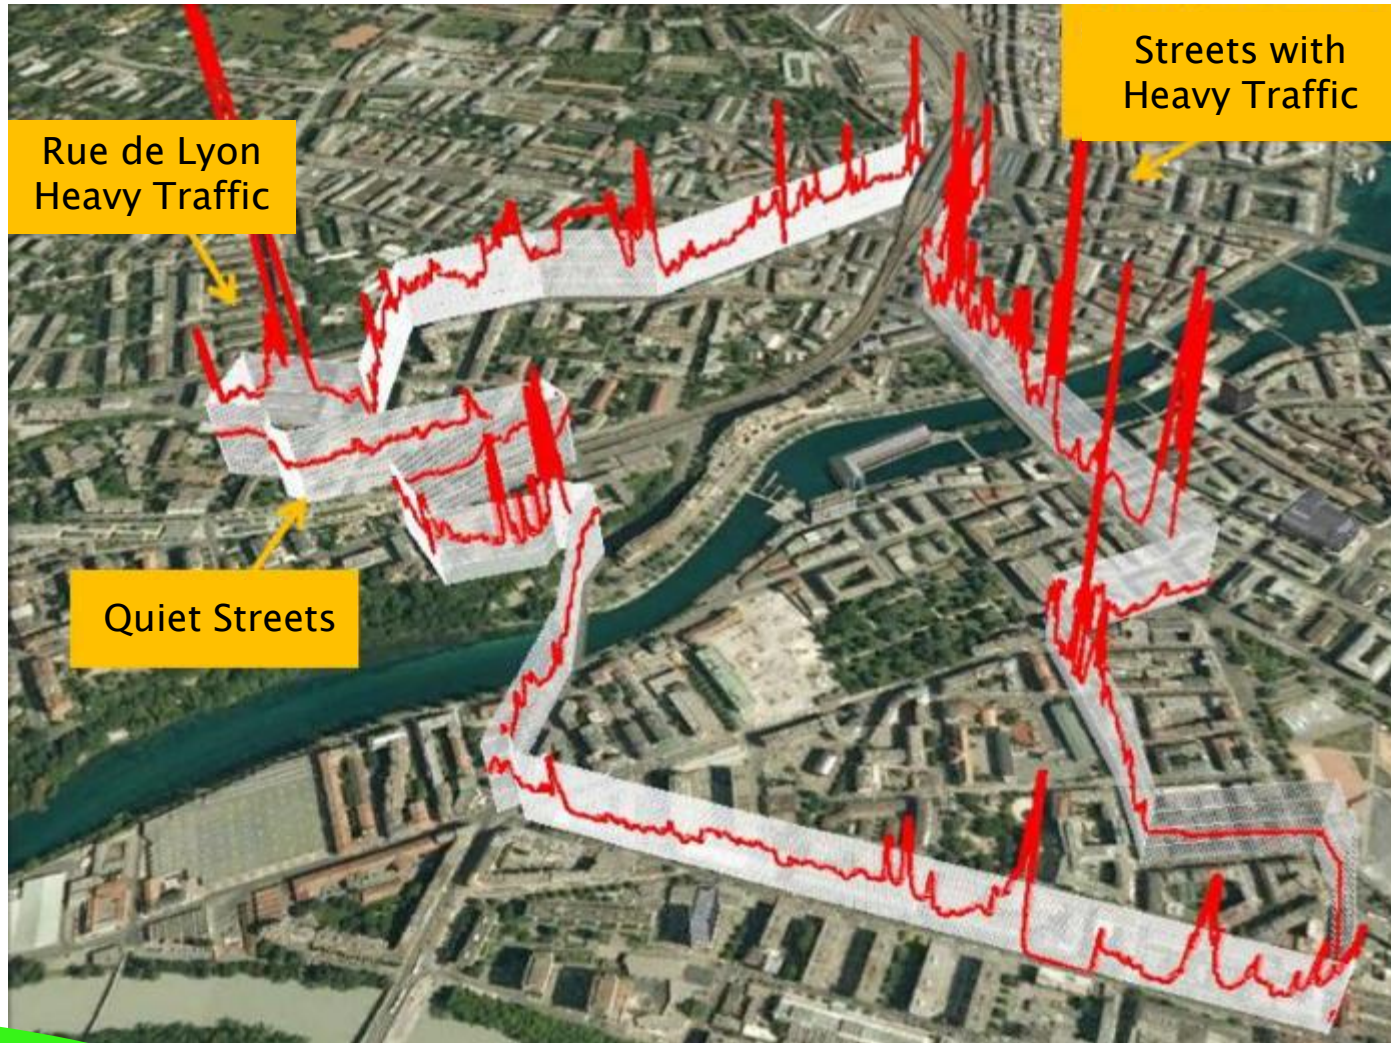 Streets with
Heavy Traffic
Rue de Lyon
Heavy Traffic
Quiet Streets